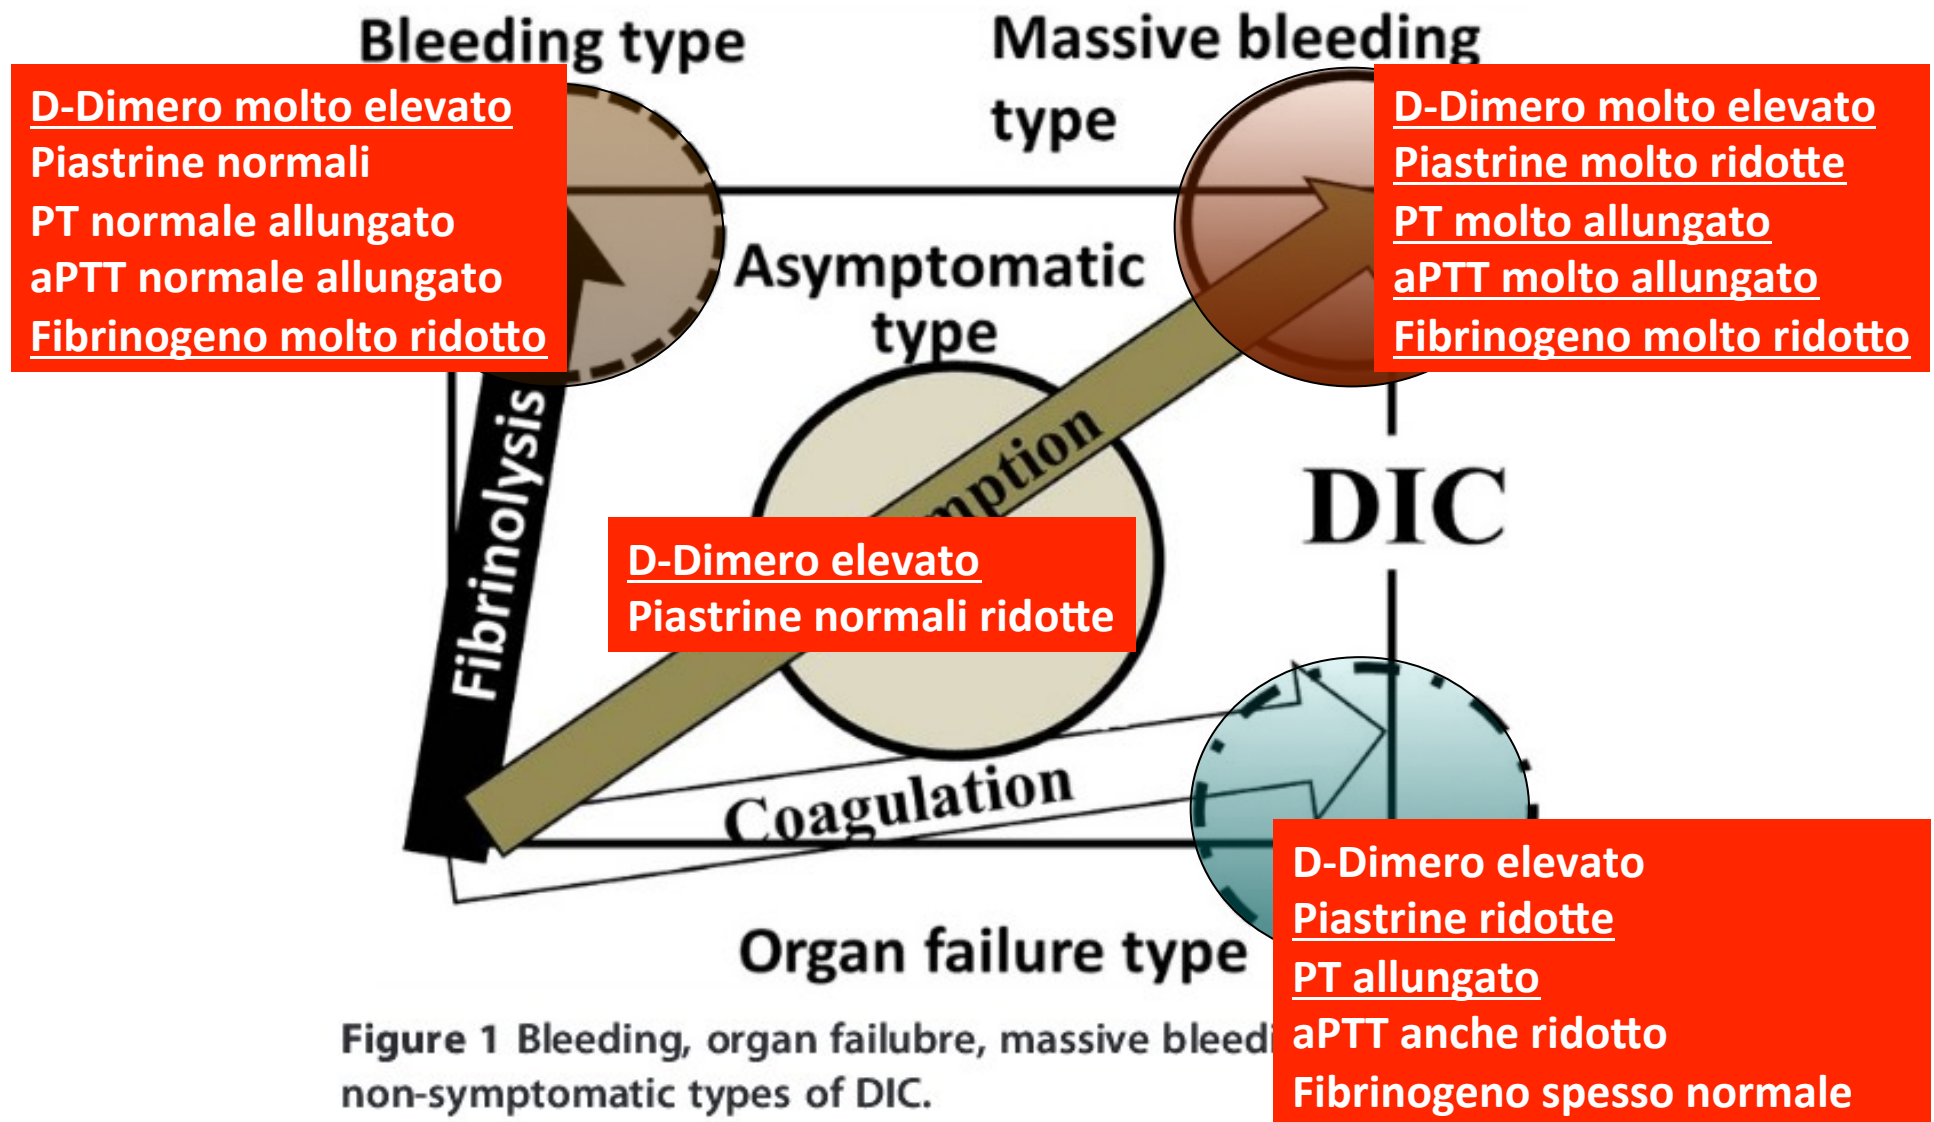 Bleeding type
Massive bleeding
type
D-Dimero molto elevato
Piastrine normali
PT normale allungato
aPTT normale allungato
Fibrinogeno molto ridotto
D-Dimero molto elevato
Piastrine molto ridotte
PT molto allungato
aPTT molto allungato
Fibrinogeno molto ridotto
Asymptomatic
type
Fibrinolysis
mption
DIC
D-Dimero elevato
Piastrine normali ridotte
Coagulation
Organ failure type
D-Dimero elevato
Piastrine ridotte
PT allungato
aPTT anche ridotto
Fibrinogeno spesso normale
Figure 1 Bleeding, organ failubre, massive bleedi
non-symptomatic types of DIC.